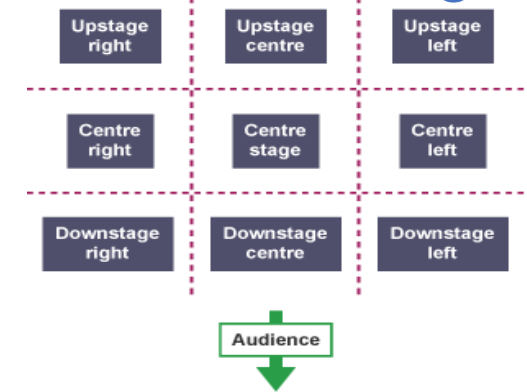 Upstage
right
Upstage
centre
Upstage
left
Centre
right
Centre
stage
Centre
left
Downstage
right
Downstage
centre
Downstage
left
Audience